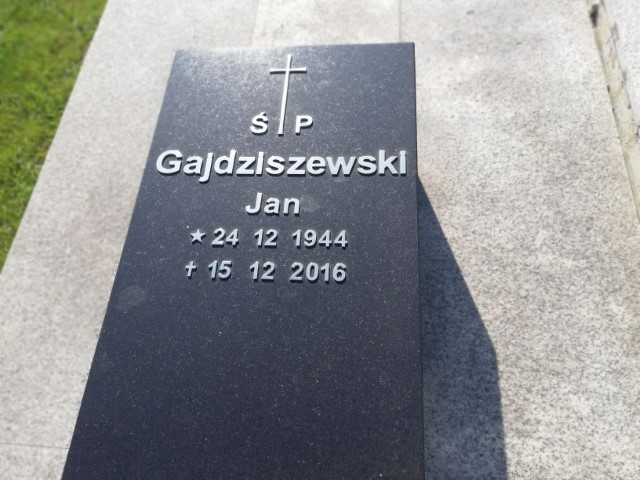 Ś P
Gajdziszewski
Jan
★ 24 12 1944
✝ 15 12 2016